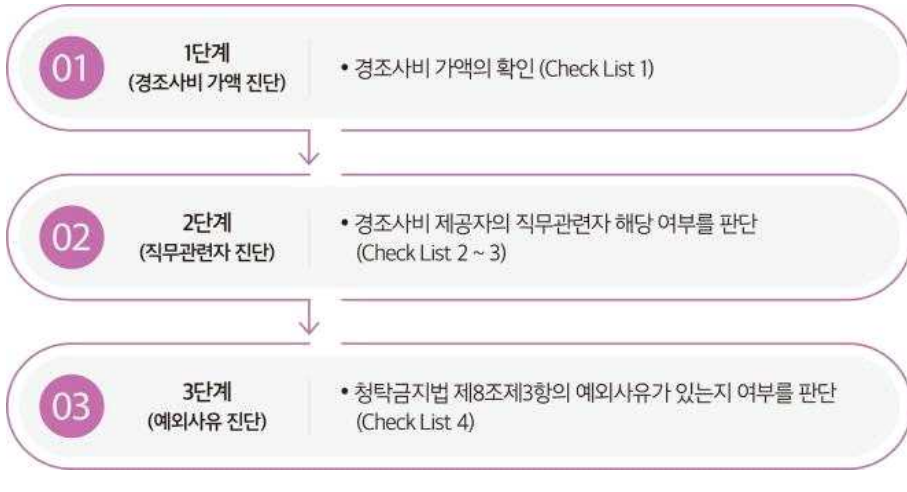 01
1단계
(경조사비 가액 진단)
• 경조사비 가액의 확인 (Check List 1)
02
2단계
(직무관련자 진단)
• 경조사비 제공자의 직무관련자 해당 여부를 판단
(Check List 2 ~ 3)
03
3단계
(예외사유 진단)
• 청탁금지법 제8조제3항의 예외사유가 있는지 여부를 판단
(Check List 4)